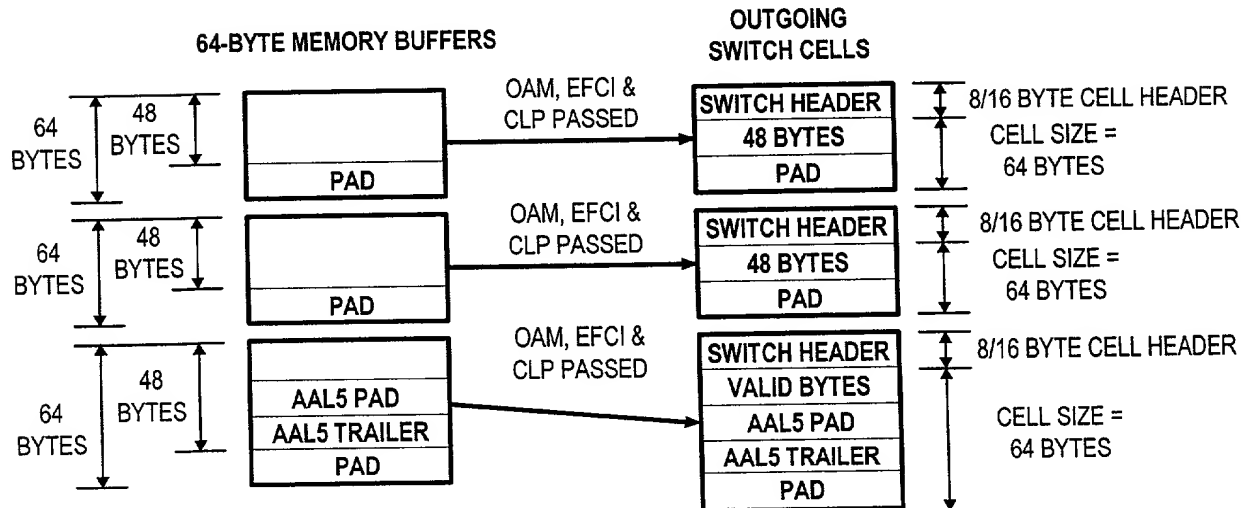 64-BYTE MEMORY BUFFERS
OUTGOING
SWITCH CELLS
64
BYTES
48
BYTES
PAD
OAM, EFCI &
CLP PASSED
SWITCH HEADER
48 BYTES
PAD
8/16 BYTE CELL HEADER
CELL SIZE =
64 BYTES
64
BYTES
48
BYTES
PAD
OAM, EFCI &
CLP PASSED
SWITCH HEADER
48 BYTES
PAD
8/16 BYTE CELL HEADER
CELL SIZE =
64 BYTES
64
BYTES
48
BYTES
AAL5 PAD
AAL5 TRAILER
PAD
OAM, EFCI &
CLP PASSED
SWITCH HEADER
VALID BYTES
AAL5 PAD
AAL5 TRAILER
PAD
8/16 BYTE CELL HEADER
CELL SIZE =
64 BYTES